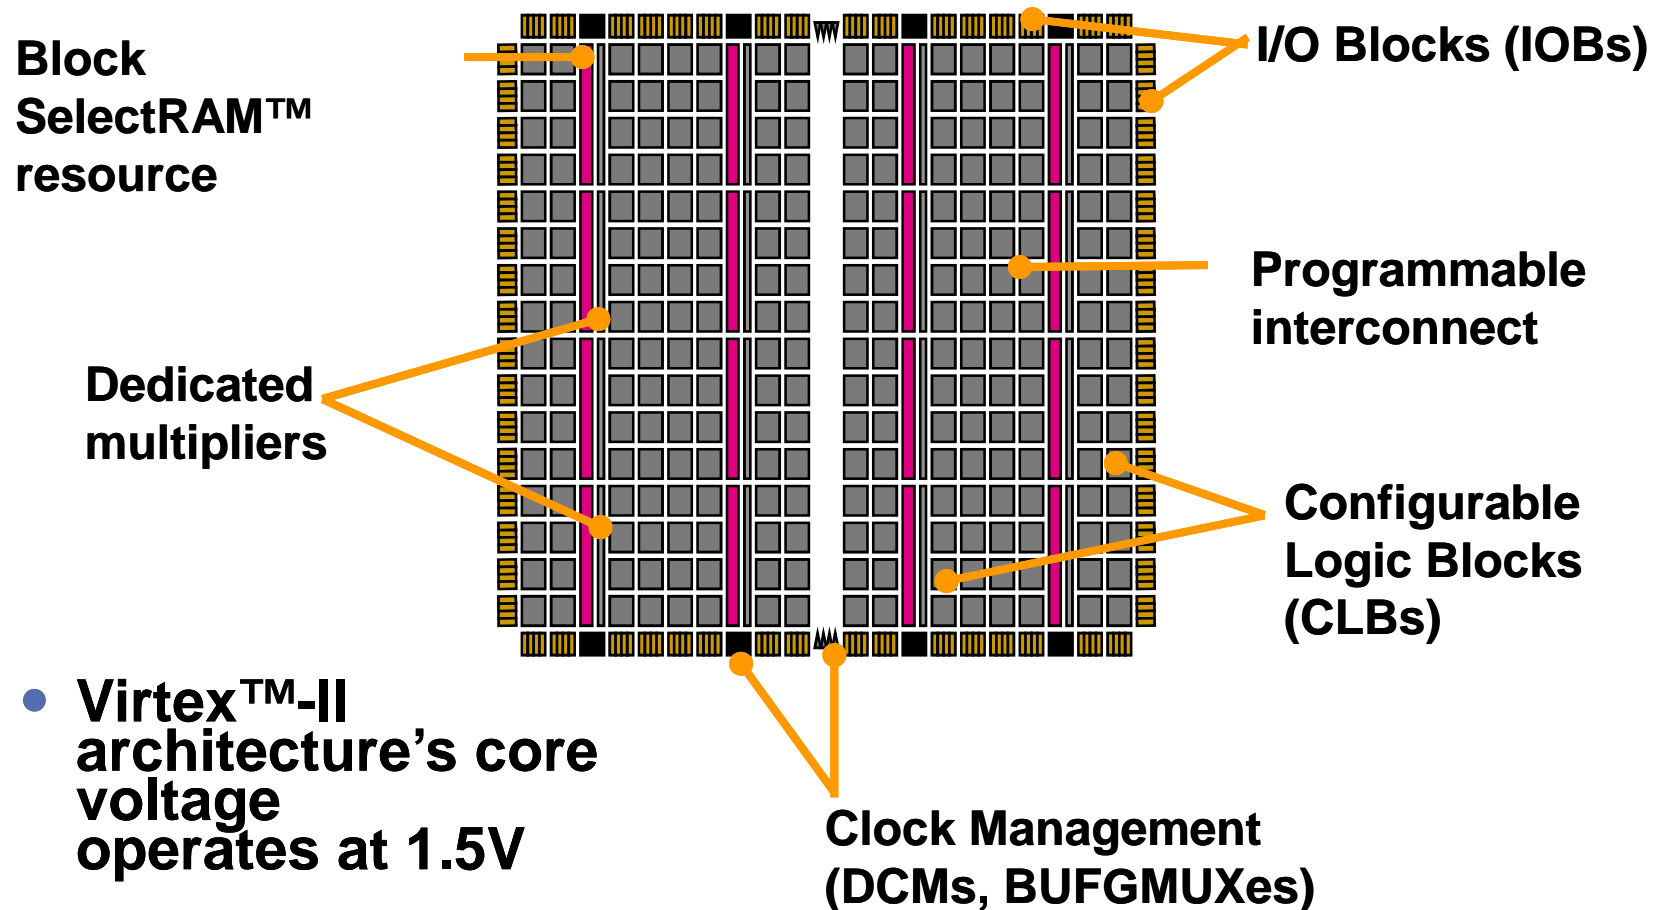 Block
SelectRAM™
resource
I/O Blocks (IOBs)
Programmable
interconnect
Dedicated
multipliers
Configurable
Logic Blocks
(CLBs)
• Virtex™-II
architecture’s core
voltage
operates at 1.5V
Clock Management
(DCMs, BUFGMUXes)